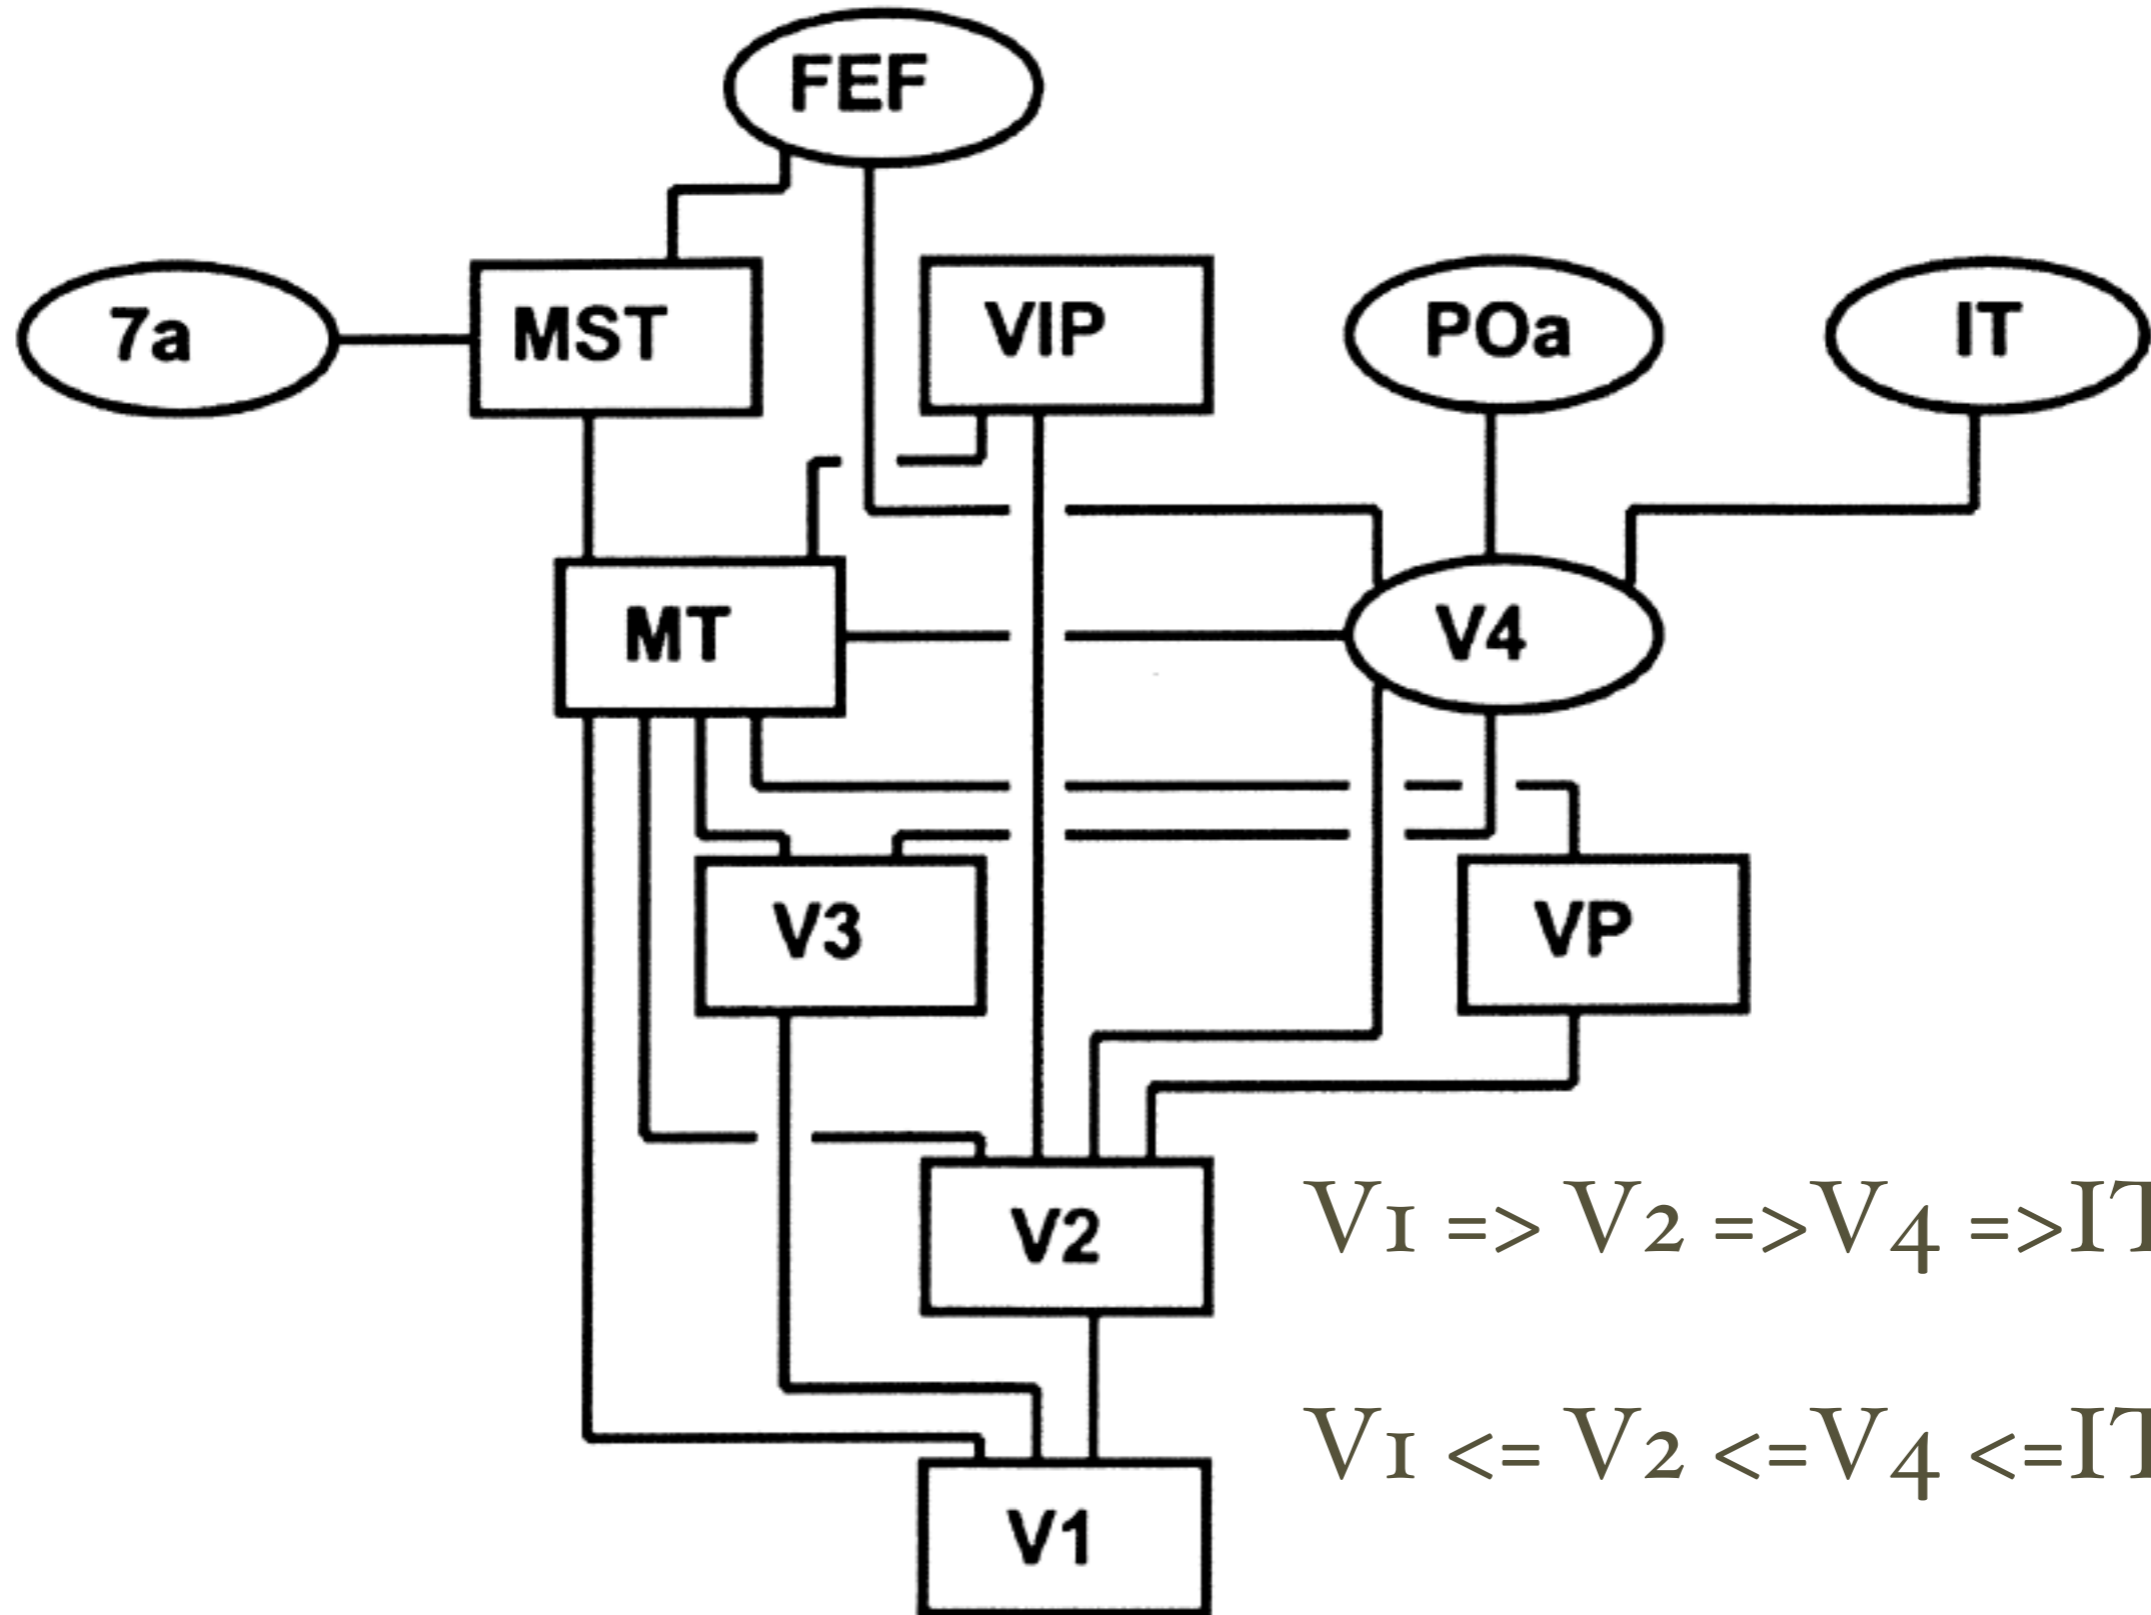 FEF
7a
MST
VIP
POa
IT
MT
V4
V3
VP
V2
V1 => V2 =>V4 =>IT
V1 <= V2 <=V4 <=IT
V1